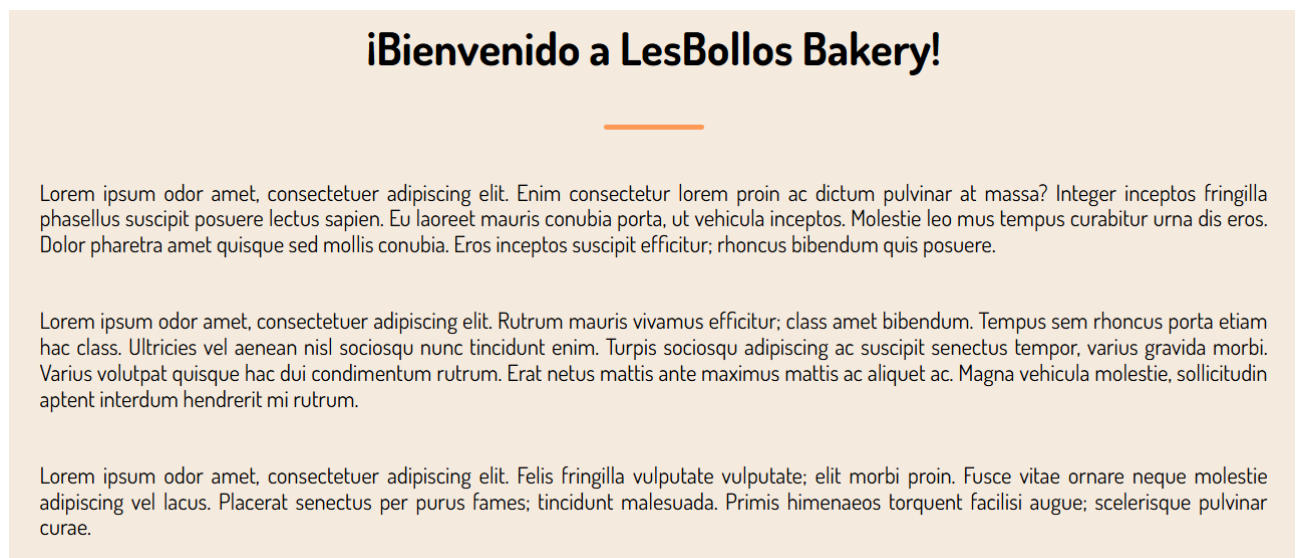 ¡Bienvenido a LesBollos Bakery!
Lorem ipsum odor amet, consectetuer adipiscing elit. Enim consectetur lorem proin ac dictum pulvinar at massa? Integer inceptos fringilla
phasellus suscipit posuere lectus sapien. Eu laoreet mauris conubia porta, ut vehicula inceptos. Molestie leo mus tempus curabitur urna dis eros.
Dolor pharetra amet quisque sed mollis conubia. Eros inceptos suscipit efficitur; rhoncus bibendum quis posuere.
Lorem ipsum odor amet, consectetuer adipiscing elit. Rutrum mauris vivamus efficitur; class amet bibendum. Tempus sem rhoncus porta etiam
hac class. Ultricies vel aenean nisl sociosqu nunc tincidunt enim. Turpis sociosqu adipiscing ac suscipit senectus tempor, varius gravida morbi.
Varius volutpat quisque hac dui condimentum rutrum. Erat netus mattis ante maximus mattis ac aliquet ac. Magna vehicula molestie, sollicitudin
aptent interdum hendrerit mi rutrum.
Lorem ipsum odor amet, consectetuer adipiscing elit. Felis fringilla vulputate vulputate; elit morbi proin. Fusce vitae ornare neque molestie
adipiscing vel lacus. Placerat senectus per purus fames; tincidunt malesuada. Primis himenaeos torquent facilisi augue; scelerisque pulvinar
curae.